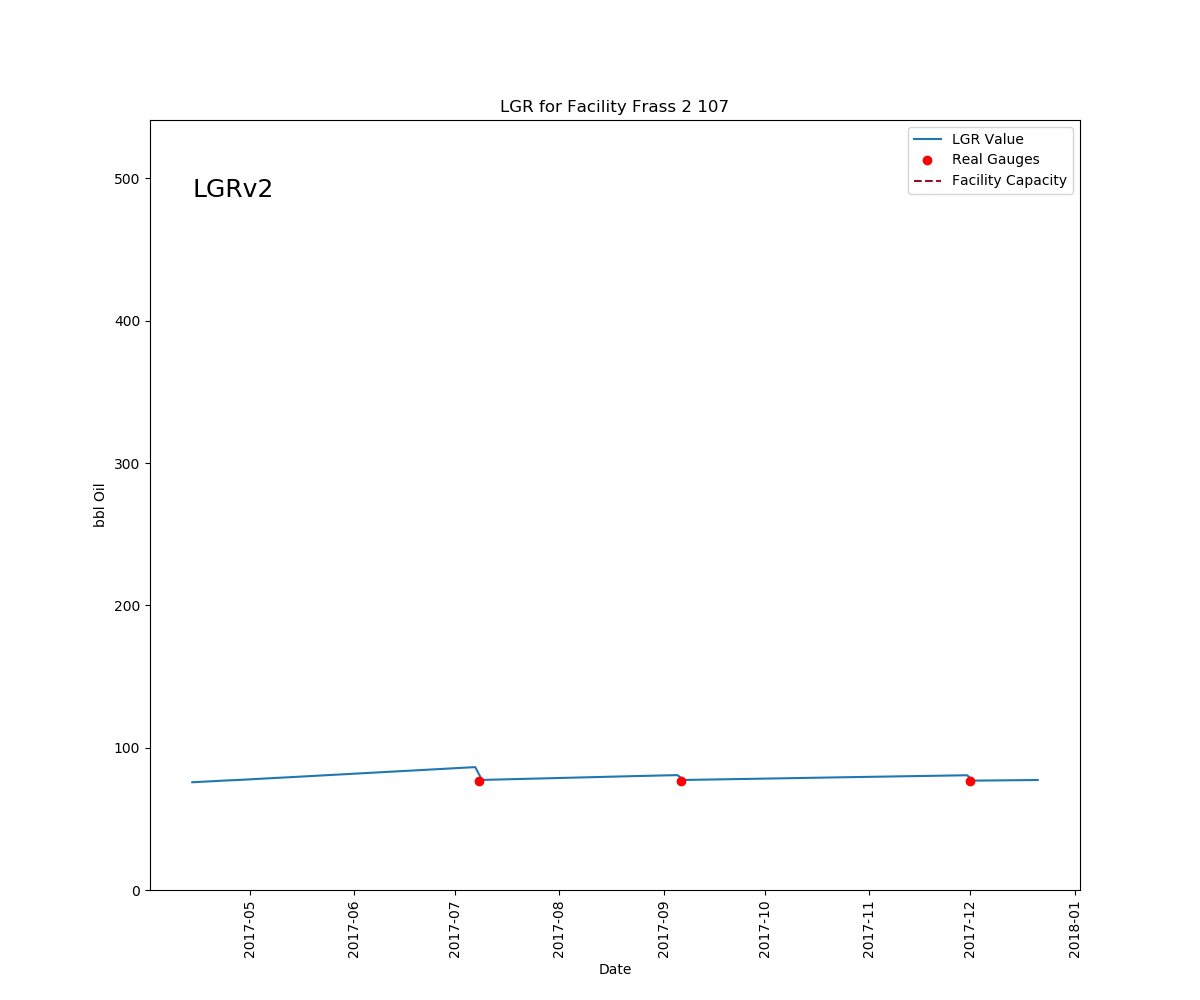 LGR for Facility Frass 2 107
LGRv2
LGR Value
Real Gauges
Facility Capacity
bbl Oil
500
400
300
200
100
0
2017-05
2017-06
2017-07
2017-08
2017-09
2017-10
2017-11
2017-12
2018-01
Date